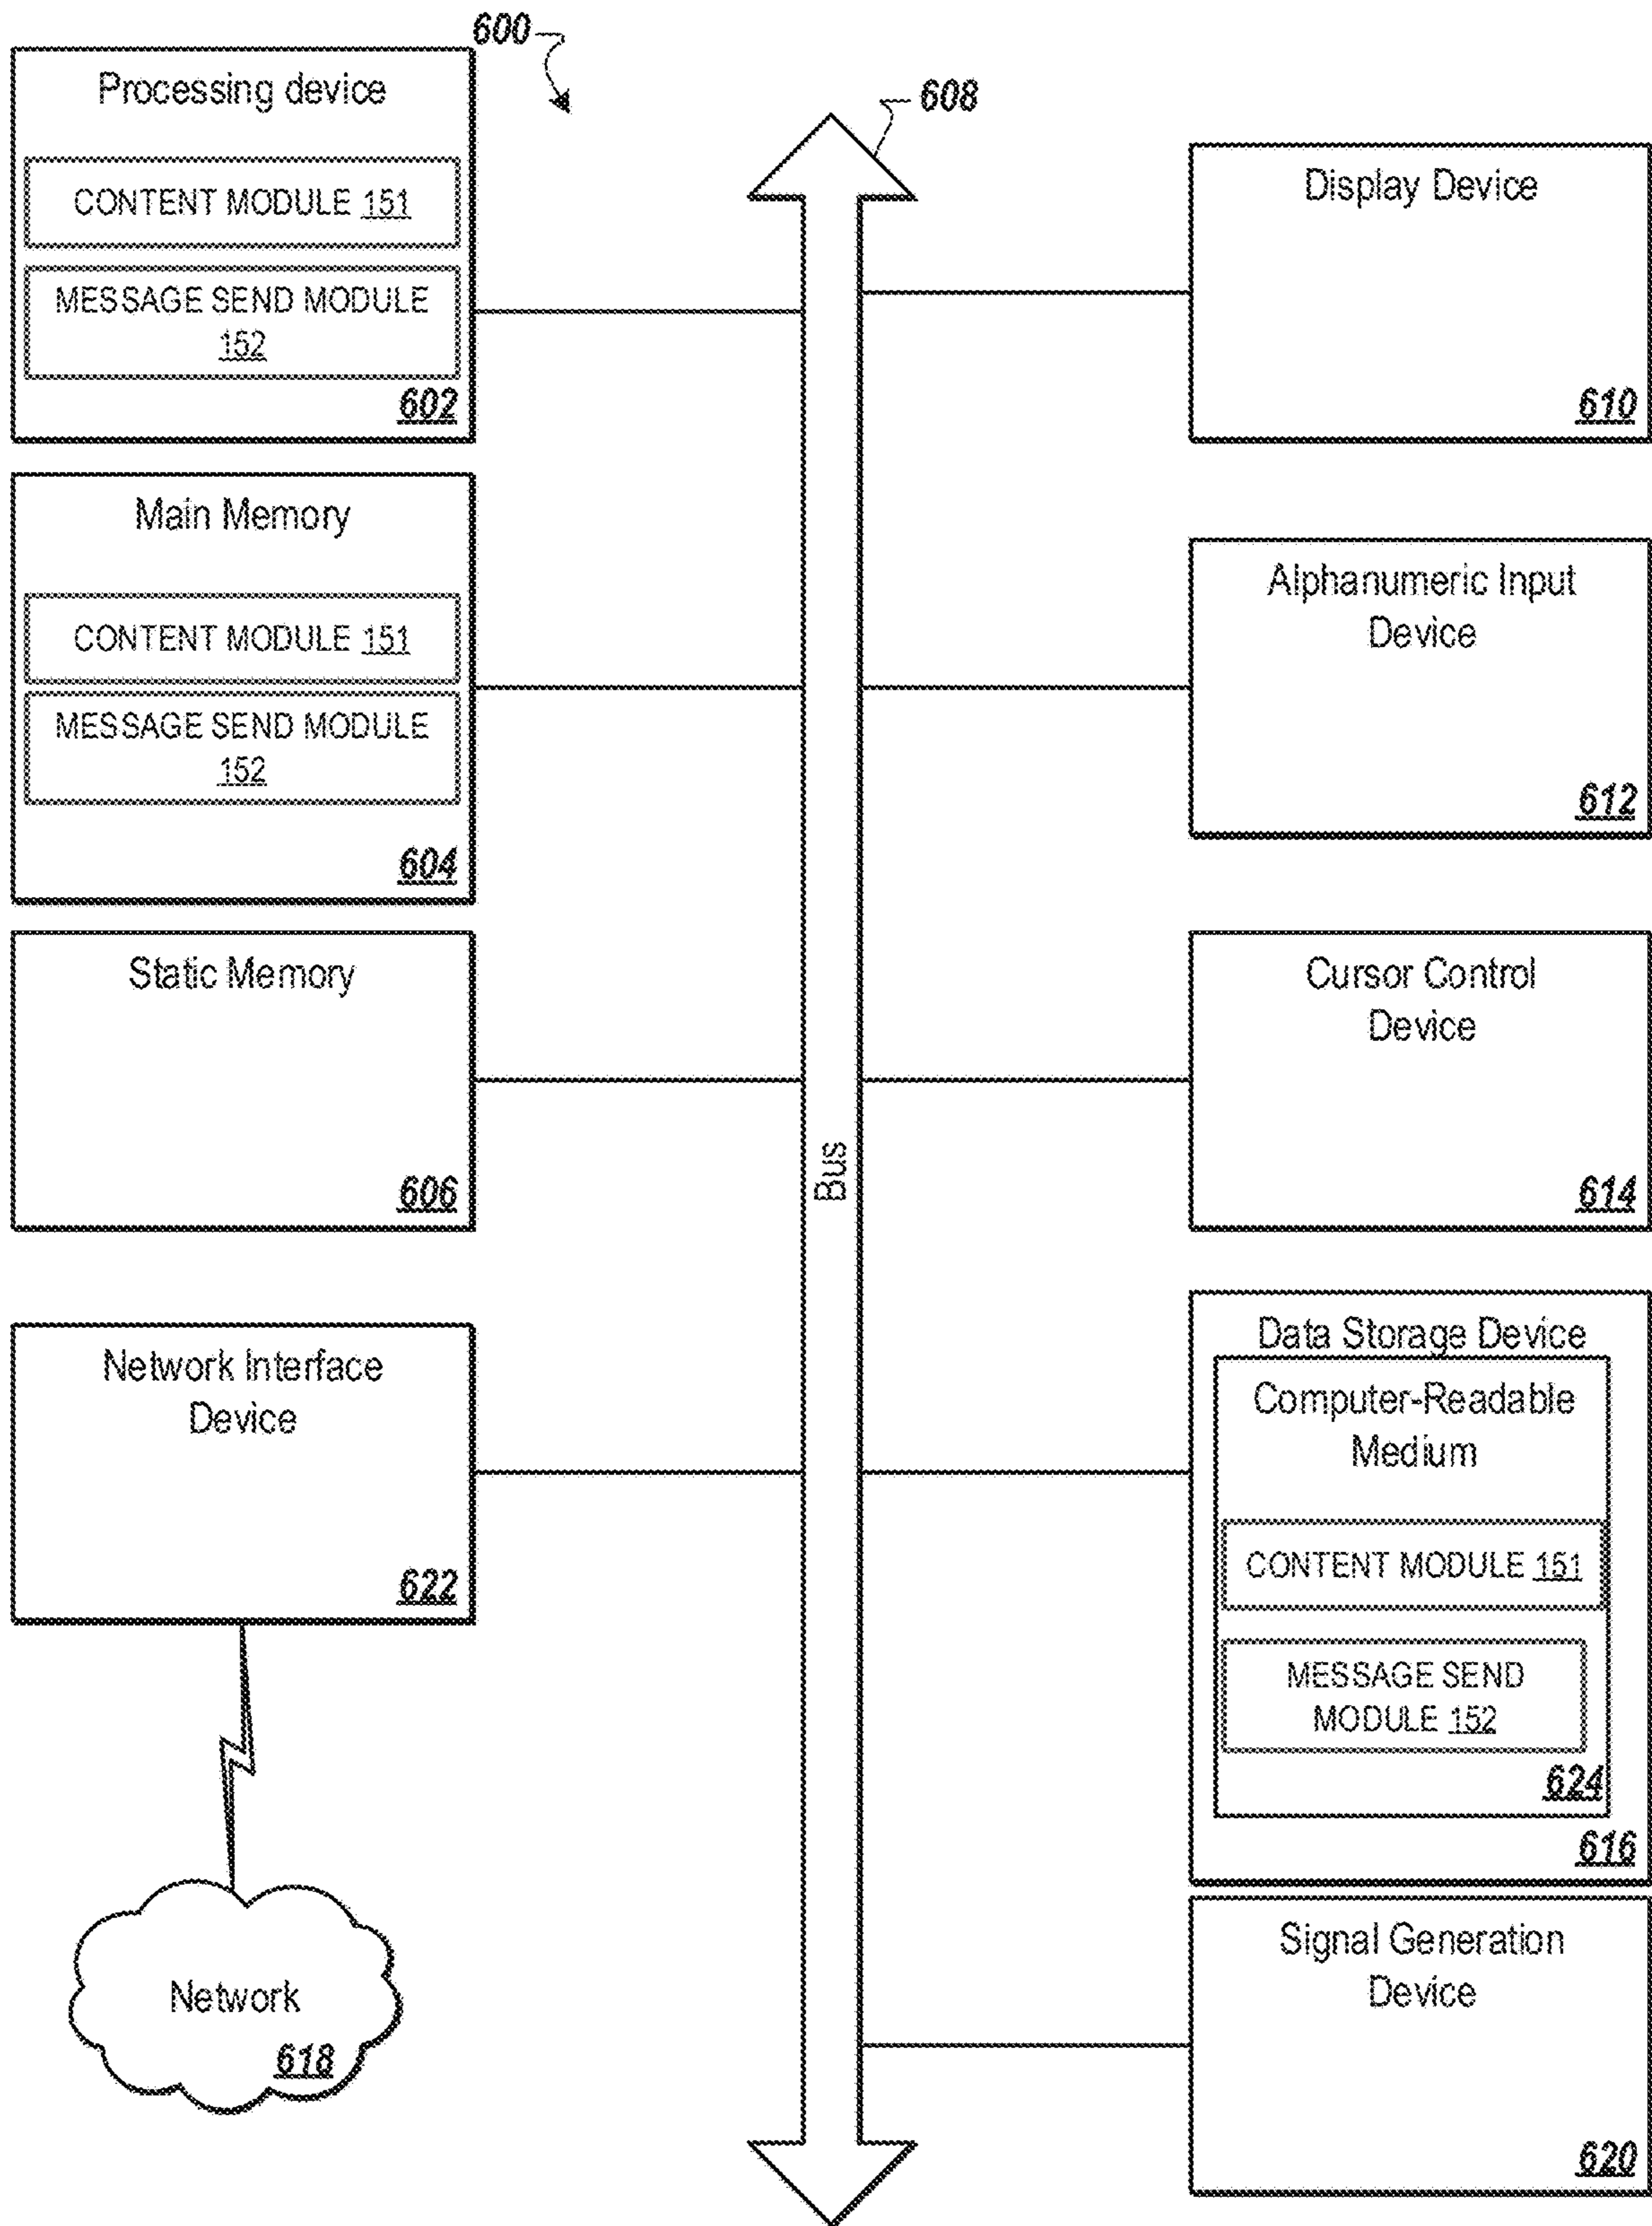 600
608
Processing device
CONTENT MODULE 151
MESSAGE SEND MODULE
152
602
Main Memory
CONTENT MODULE 151
MESSAGE SEND MODULE
152
604
Static Memory
606
Network Interface
Device
622
Network
618
Bus
Display Device
610
Alphanumeric Input
Device
612
Cursor Control
Device
614
Data Storage Device
Computer-Readable
Medium
CONTENT MODULE 151
MESSAGE SEND
MODULE 152
624
616
Signal Generation
Device
620